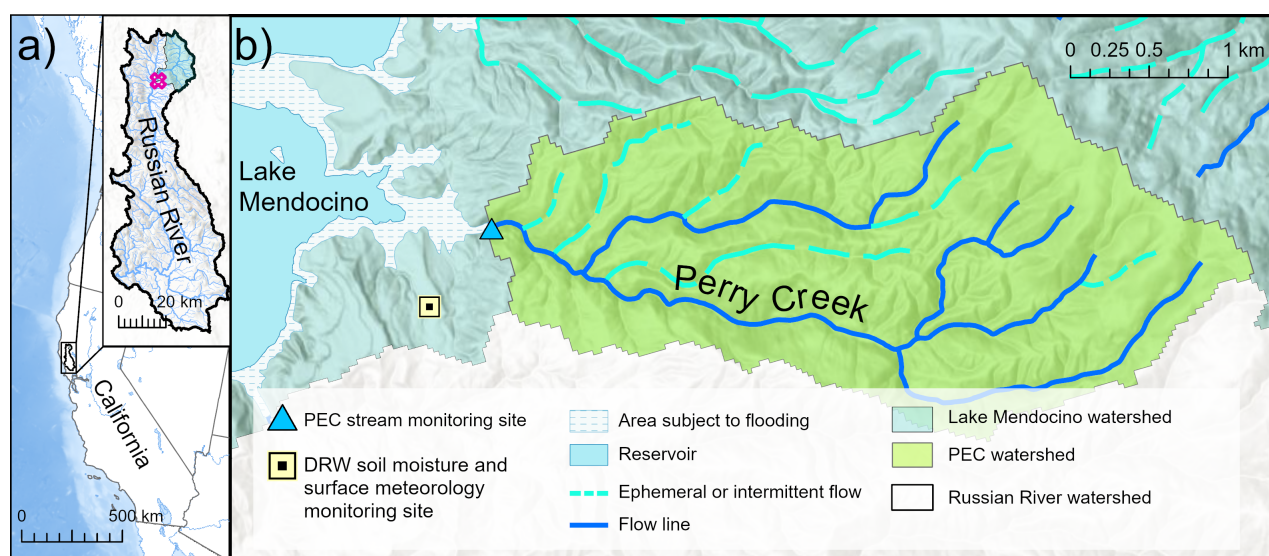 a)
Russian River
0 20 km
California
0 500 km
b)
0 0.25 0.5 1 km
Lake
Mendocino
Perry Creek
PEC stream monitoring site
DRW soil moisture and
surface meteorology
monitoring site
Area subject to flooding
Reservoir
Ephemeral or intermittent flow
Flow line
Lake Mendocino watershed
PEC watershed
Russian River watershed